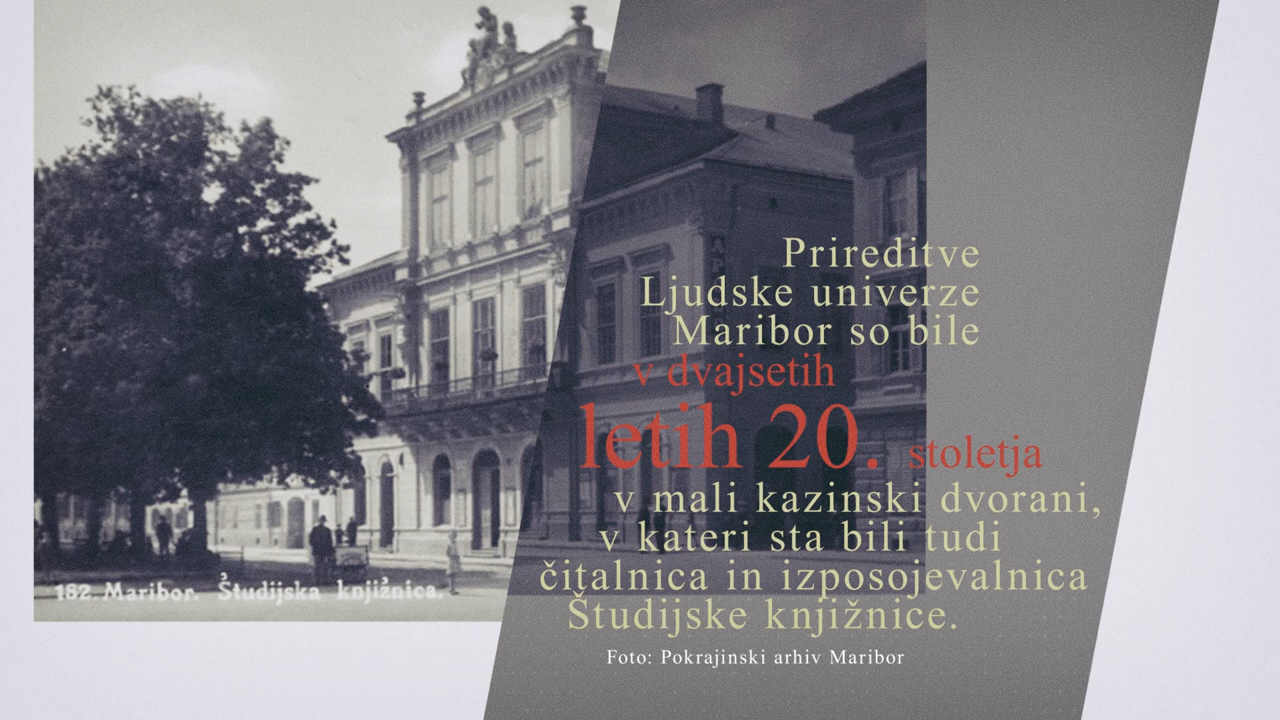 Prireditve
Ljudske univerze
Maribor so bile
v dvajsetih
letih 20. stoletja
v mali kazinski dvorani,
v kateri sta bili tudi
čitalnica in izposojevalnica
Študijske knjižnice.
Foto: Pokrajinski arhiv Maribor
182. Maribor. Študijska knjižnica.